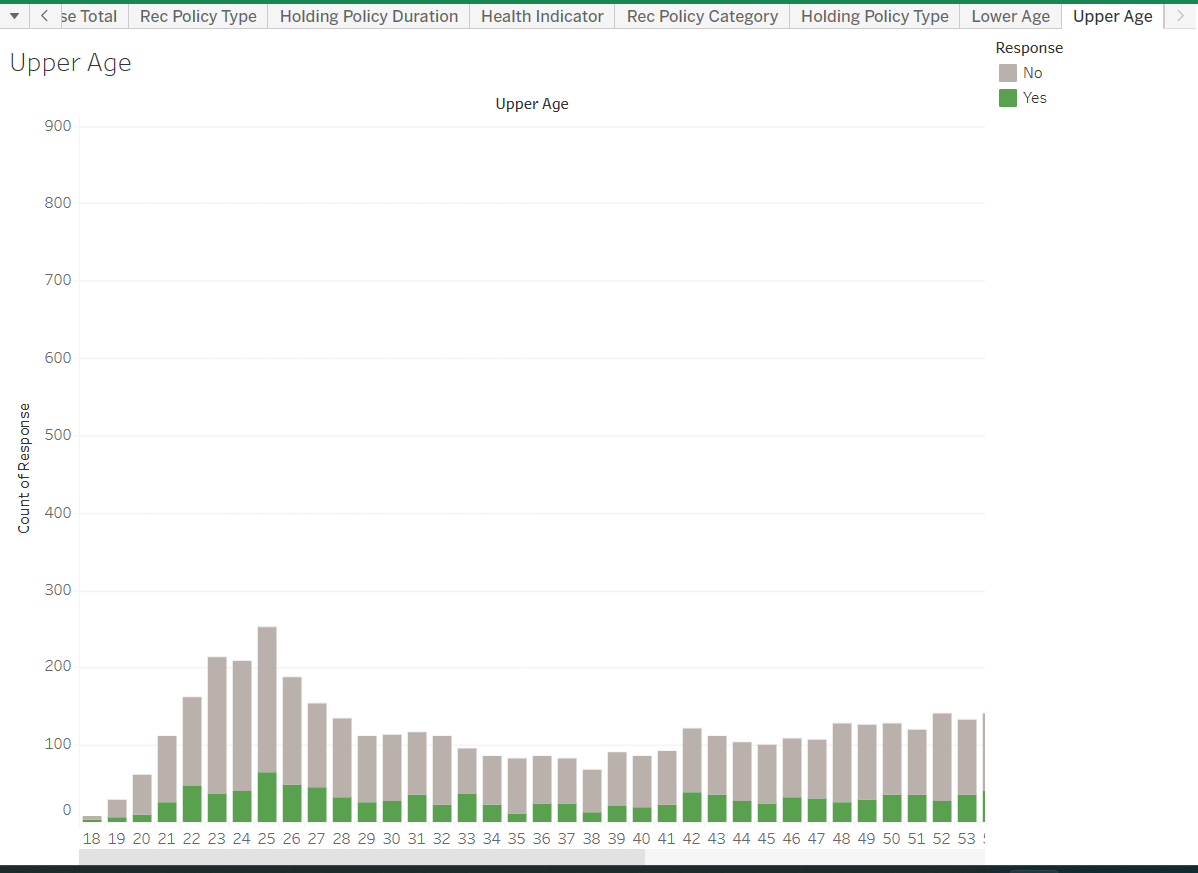 se Total Rec Policy Type Holding Policy Duration Health Indicator Rec Policy Category Holding Policy Type Lower Age Upper Age
Upper Age
Response
No
Yes
Upper Age
900
800
700
600
500
400
300
200
100
0
Count of Response
18 19 20 21 22 23 24 25 26 27 28 29 30 31 32 33 34 35 36 37 38 39 40 41 42 43 44 45 46 47 48 49 50 51 52 53